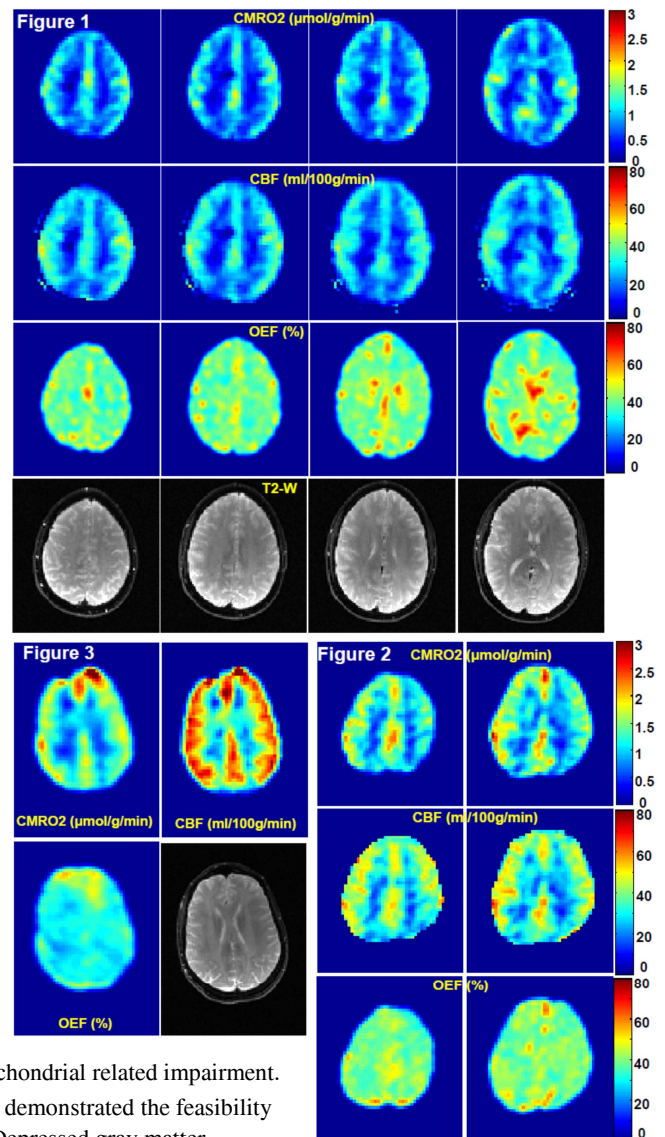 Figure 1
CMRO2 (µmol/g/min)
3
2.5
2
1.5
1
0.5
0
CBF (ml/100g/min)
80
60
40
20
0
OEF (%)
80
60
40
20
0
T2-W
Figure 3
CMRO2 (µmol/g/min)
CBF (ml/100g/min)
OEF (%)
Figure 2
CMRO2 (µmol/g/min)
3
2.5
2
1.5
1
0.5
0
CBF (ml/100g/min)
80
60
40
20
0
OEF (%)
80
60
40
20
0
chondrial related impairment.
demonstrated the feasibility
Depressed gray matter